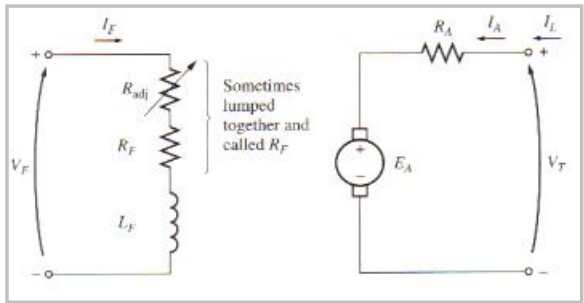 I_F
R_A
I_A
I_L
+
+
R_adj
Sometimes
lumped
together and
called R_F
R_F
V_F
+
E_A
V_T
–
L_F
–
–